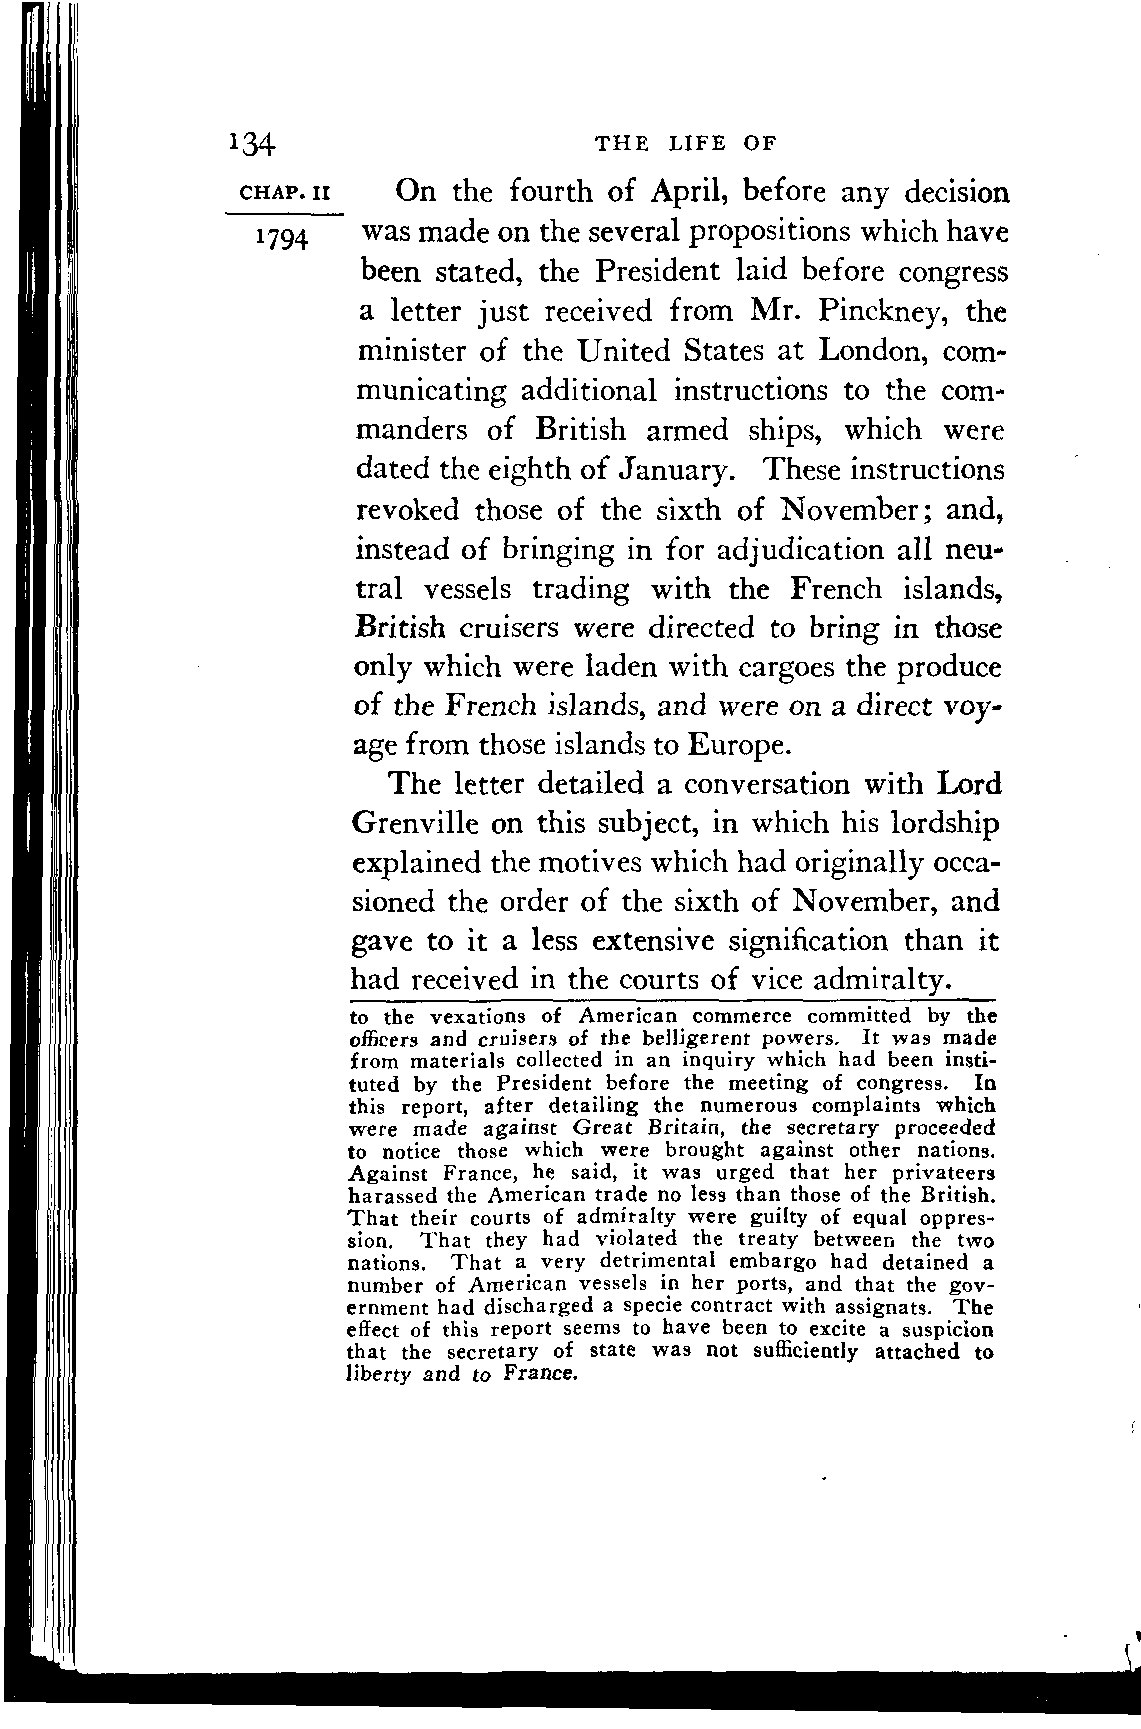 134 THE LIFE OF
CHAP. II On the fourth of April, before any decision
1794 was made on the several propositions which have
been stated, the President laid before congress
a letter just received from Mr. Pinckney, the
minister of the United States at London, com-
municating additional instructions to the com-
manders of British armed ships, which were
dated the eighth of January. These instructions
revoked those of the sixth of November; and,
instead of bringing in for adjudication all neu-
tral vessels trading with the French islands,
British cruisers were directed to bring in those
only which were laden with cargoes the produce
of the French islands, and were on a direct voy-
age from those islands to Europe.
The letter detailed a conversation with Lord
Grenville on this subject, in which his lordship
explained the motives which had originally occa-
sioned the order of the sixth of November, and
gave to it a less extensive signification than it
had received in the courts of vice admiralty.
to the vexations of American commerce committed by the
officers and cruisers of the belligerent powers. It was made
from materials collected in an inquiry which had been insti-
tuted by the President before the meeting of congress. In
this report, after detailing the numerous complaints which
were made against Great Britain, the secretary proceeded
to notice those which were brought against other nations.
Against France, he said, it was urged that her privateers
harassed the American trade no less than those of the British.
That their courts of admiralty were guilty of equal oppres-
sion. That they had violated the treaty between the two
nations. That a very detrimental embargo had detained a
number of American vessels in her ports, and that the gov-
ernment had discharged a specie contract with assignats. The
effect of this report seems to have been to excite a suspicion
that the secretary of state was not sufficiently attached to
liberty and to France.